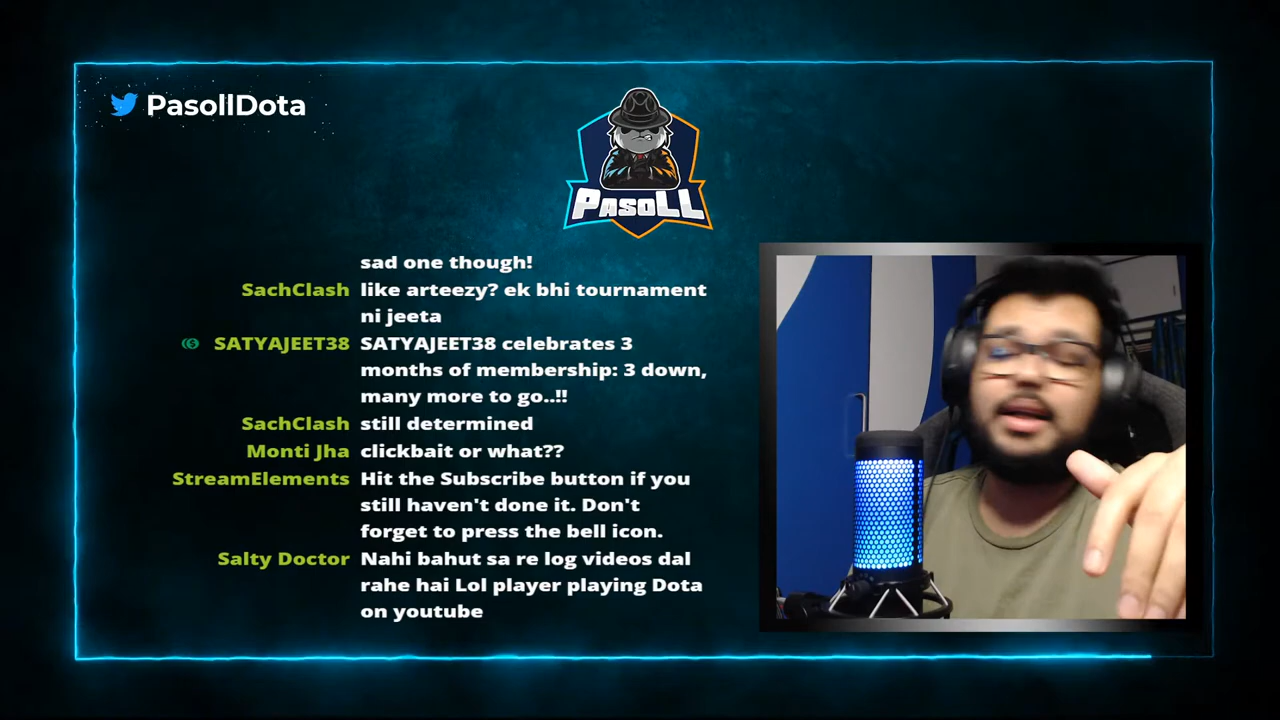 PasollDota
PASOLL
sad one though!
SachClash like arteezy? ek bhi tournament
ni jeeta
SATYAJEET38 SATYAJEET38 celebrates 3
months of membership: 3 down,
many more to go..!!
SachClash still determined
Monti Jha clickbait or what??
StreamElements Hit the Subscribe button if you
still haven't done it. Don't
forget to press the bell icon.
Salty Doctor Nahi bahut sa re log videos dal
rahe hai Lol player playing Dota
on youtube